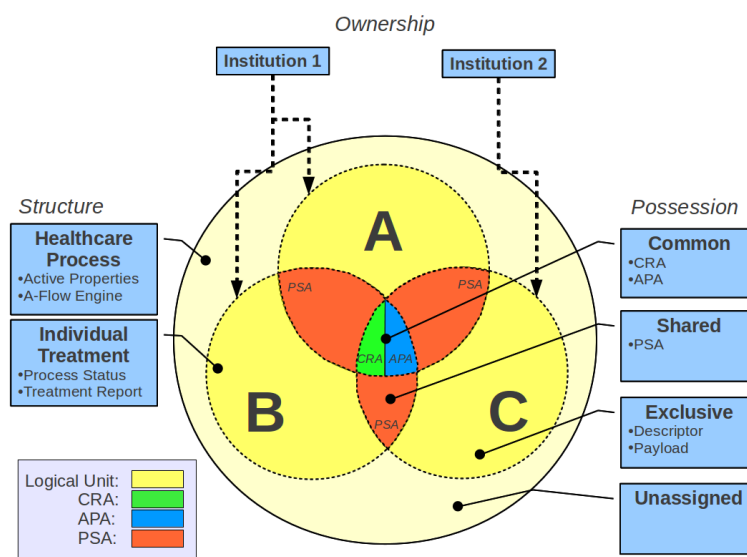 Ownership
Institution 1
Institution 2
Structure
Healthcare
Process
•Active Properties
•A-Flow Engine
Individual
Treatment
•Process Status
•Treatment Report
A
B
C
PSA
PSA
CRA
APA
PSA
Possession
Common
•CRA
•APA
Shared
•PSA
Exclusive
•Descriptor
•Payload
Unassigned
Logical Unit:
CRA:
APA:
PSA: